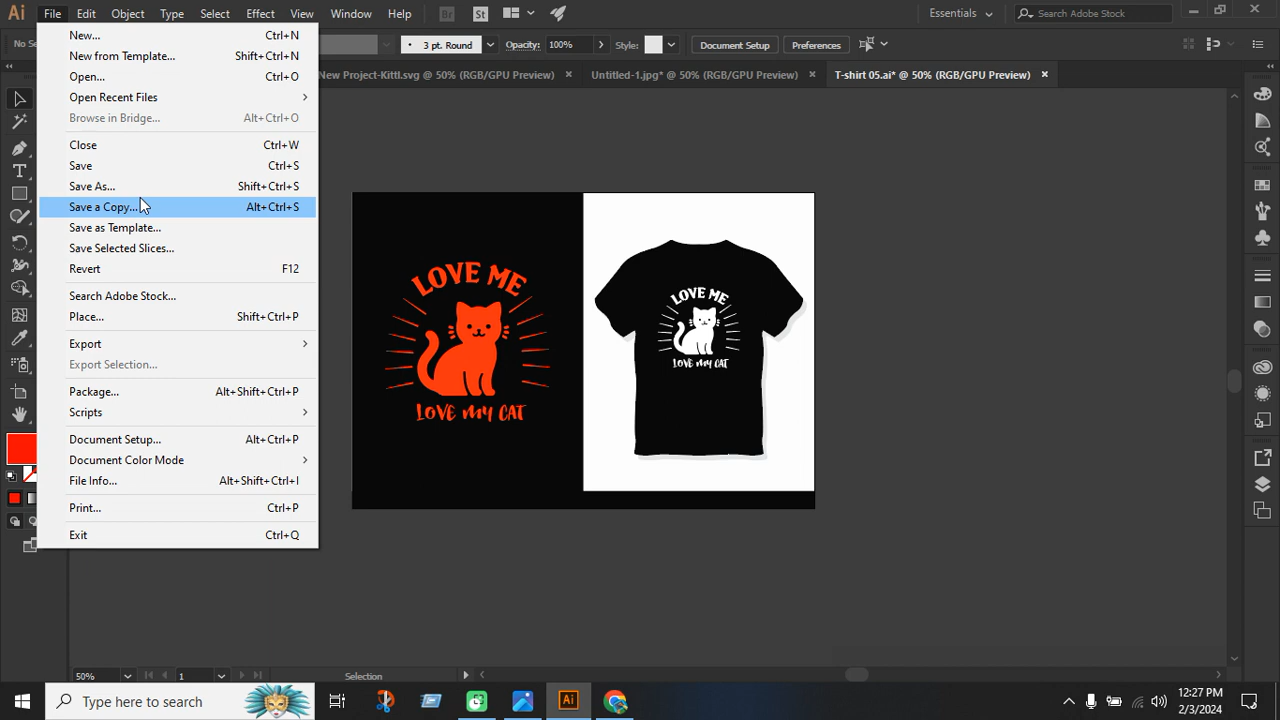 Ai File Edit Object Type Select Effect View Window Help Br St Essentials Search Adobe Stock
No Se 3 pt. Round Opacity: 100% Style: Document Setup Preferences
New Project-Kittl.svg @ 50% (RGB/GPU Preview) Untitled-1.jpg* @ 50% (RGB/GPU Preview) T-shirt 05.ai* @ 50% (RGB/GPU Preview)
New... Ctrl+N
New from Template... Shift+Ctrl+N
Open... Ctrl+O
Open Recent Files
Browse in Bridge... Alt+Ctrl+O
Close Ctrl+W
Save Ctrl+S
Save As... Shift+Ctrl+S
Save a Copy... Alt+Ctrl+S
Save as Template...
Save Selected Slices...
Revert F12
Search Adobe Stock...
Place... Shift+Ctrl+P
Export
Export Selection...
Package... Alt+Shift+Ctrl+P
Scripts
Document Setup... Alt+Ctrl+P
Document Color Mode
File Info... Alt+Shift+Ctrl+I
Print... Ctrl+P
Exit Ctrl+Q
LOVE ME
LOVE MY CAT
LOVE ME
LOVE MY CAT
50% 1 Selection
Type here to search Ai 12:27 PM
2/3/2024